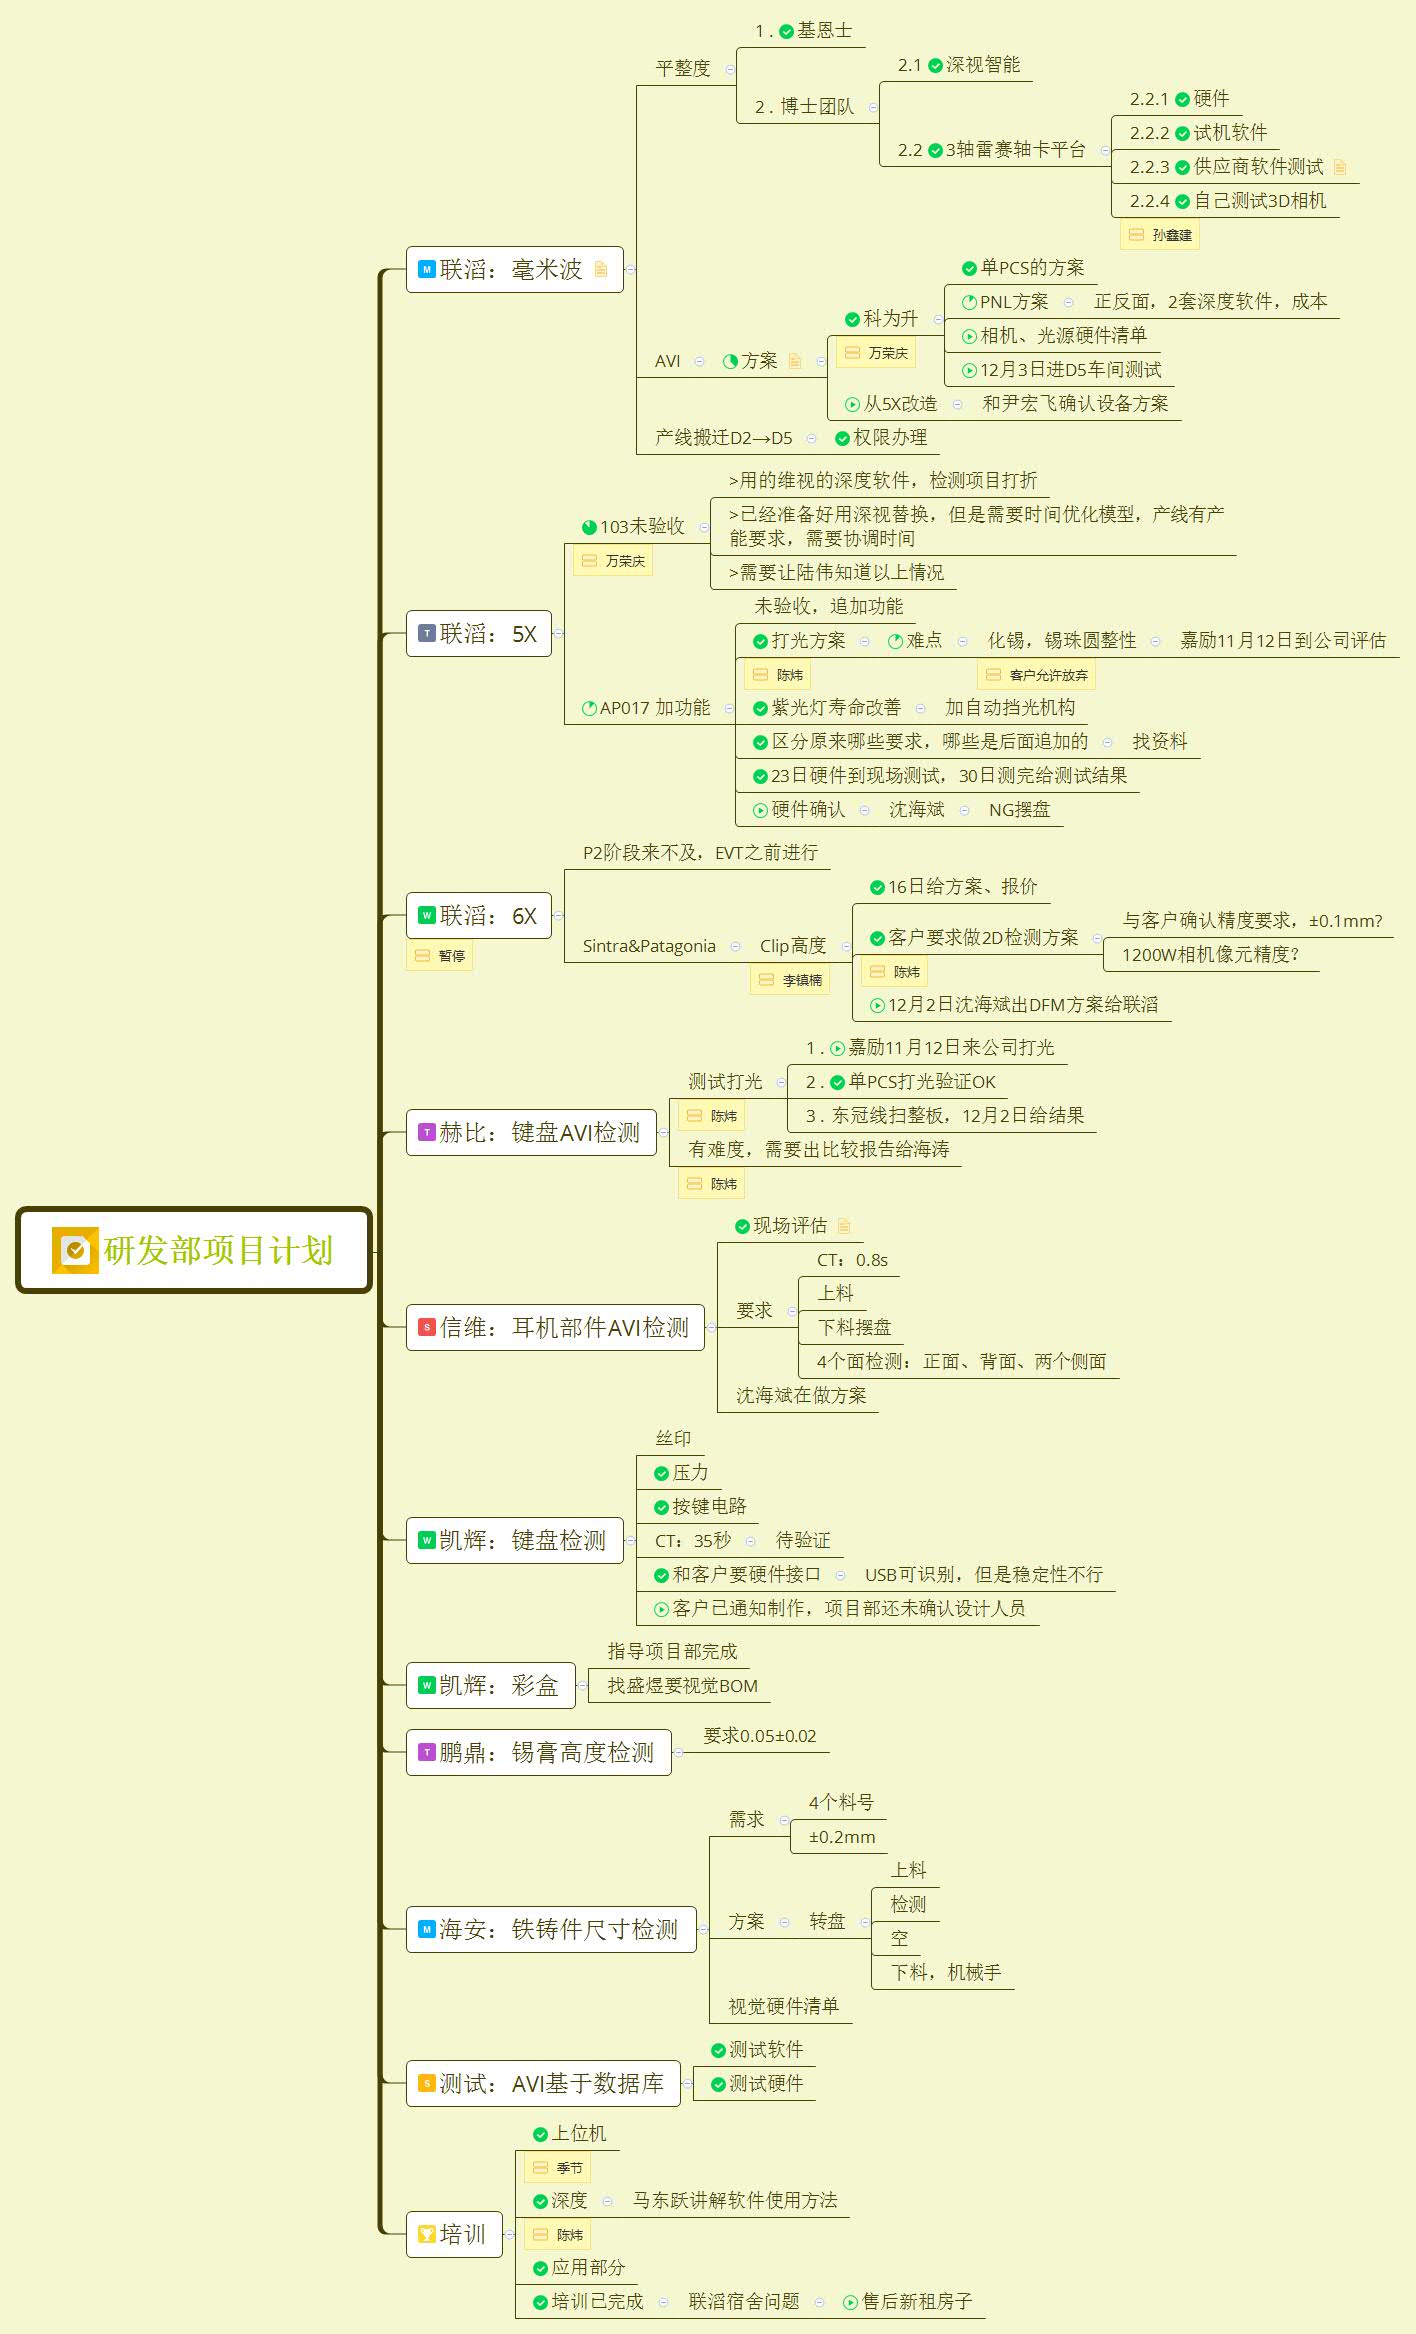 研发部项目计划
M 联滔：毫米波
平整度
1 . 基恩士
2 . 博士团队
2.1 深视智能
2.2 3轴雷赛轴卡平台
2.2.1 硬件
2.2.2 试机软件
2.2.3 供应商软件测试
2.2.4 自己测试3D相机
孙鑫建
AVI
方案
科为升
万荣庆
单PCS的方案
PNL方案
正反面，2套深度软件，成本
相机、光源硬件清单
12月3日进D5车间测试
从5X改造
和尹宏飞确认设备方案
产线搬迁D2→D5
权限办理
T 联滔：5X
103未验收
万荣庆
>用的维视的深度软件，检测项目打折
>已经准备好用深视替换，但是需要时间优化模型，产线有产
能要求，需要协调时间
>需要让陆伟知道以上情况
AP017 加功能
未验收，追加功能
打光方案
陈炜
难点
化锡，锡珠圆整性
客户允许放弃
嘉励11月12日到公司评估
紫光灯寿命改善
加自动挡光机构
区分原来哪些要求，哪些是后面追加的
找资料
23日硬件到现场测试，30日测完给测试结果
硬件确认
沈海斌
NG摆盘
W 联滔：6X
暂停
P2阶段来不及，EVT之前进行
Sintra&Patagonia
Clip高度
李镇楠
16日给方案、报价
客户要求做2D检测方案
陈炜
与客户确认精度要求，±0.1mm?
1200W相机像元精度？
12月2日沈海斌出DFM方案给联滔
T 赫比：键盘AVI检测
测试打光
陈炜
1 . 嘉励11月12日来公司打光
2 . 单PCS打光验证OK
3 . 东冠线扫整板，12月2日给结果
有难度，需要出比较报告给海涛
陈炜
S 信维：耳机部件AVI检测
现场评估
要求
CT：0.8s
上料
下料摆盘
4个面检测：正面、背面、两个侧面
沈海斌在做方案
W 凯辉：键盘检测
丝印
压力
按键电路
CT：35秒
待验证
和客户要硬件接口
USB可识别，但是稳定性不行
客户已通知制作，项目部还未确认设计人员
W 凯辉：彩盒
指导项目部完成
找盛煜要视觉BOM
T 鹏鼎：锡膏高度检测
要求0.05±0.02
M 海安：铁铸件尺寸检测
需求
4个料号
±0.2mm
方案
转盘
上料
检测
空
下料，机械手
视觉硬件清单
S 测试：AVI基于数据库
测试软件
测试硬件
培训
上位机
季节
深度
陈炜
马东跃讲解软件使用方法
应用部分
培训已完成
联滔宿舍问题
售后新租房子